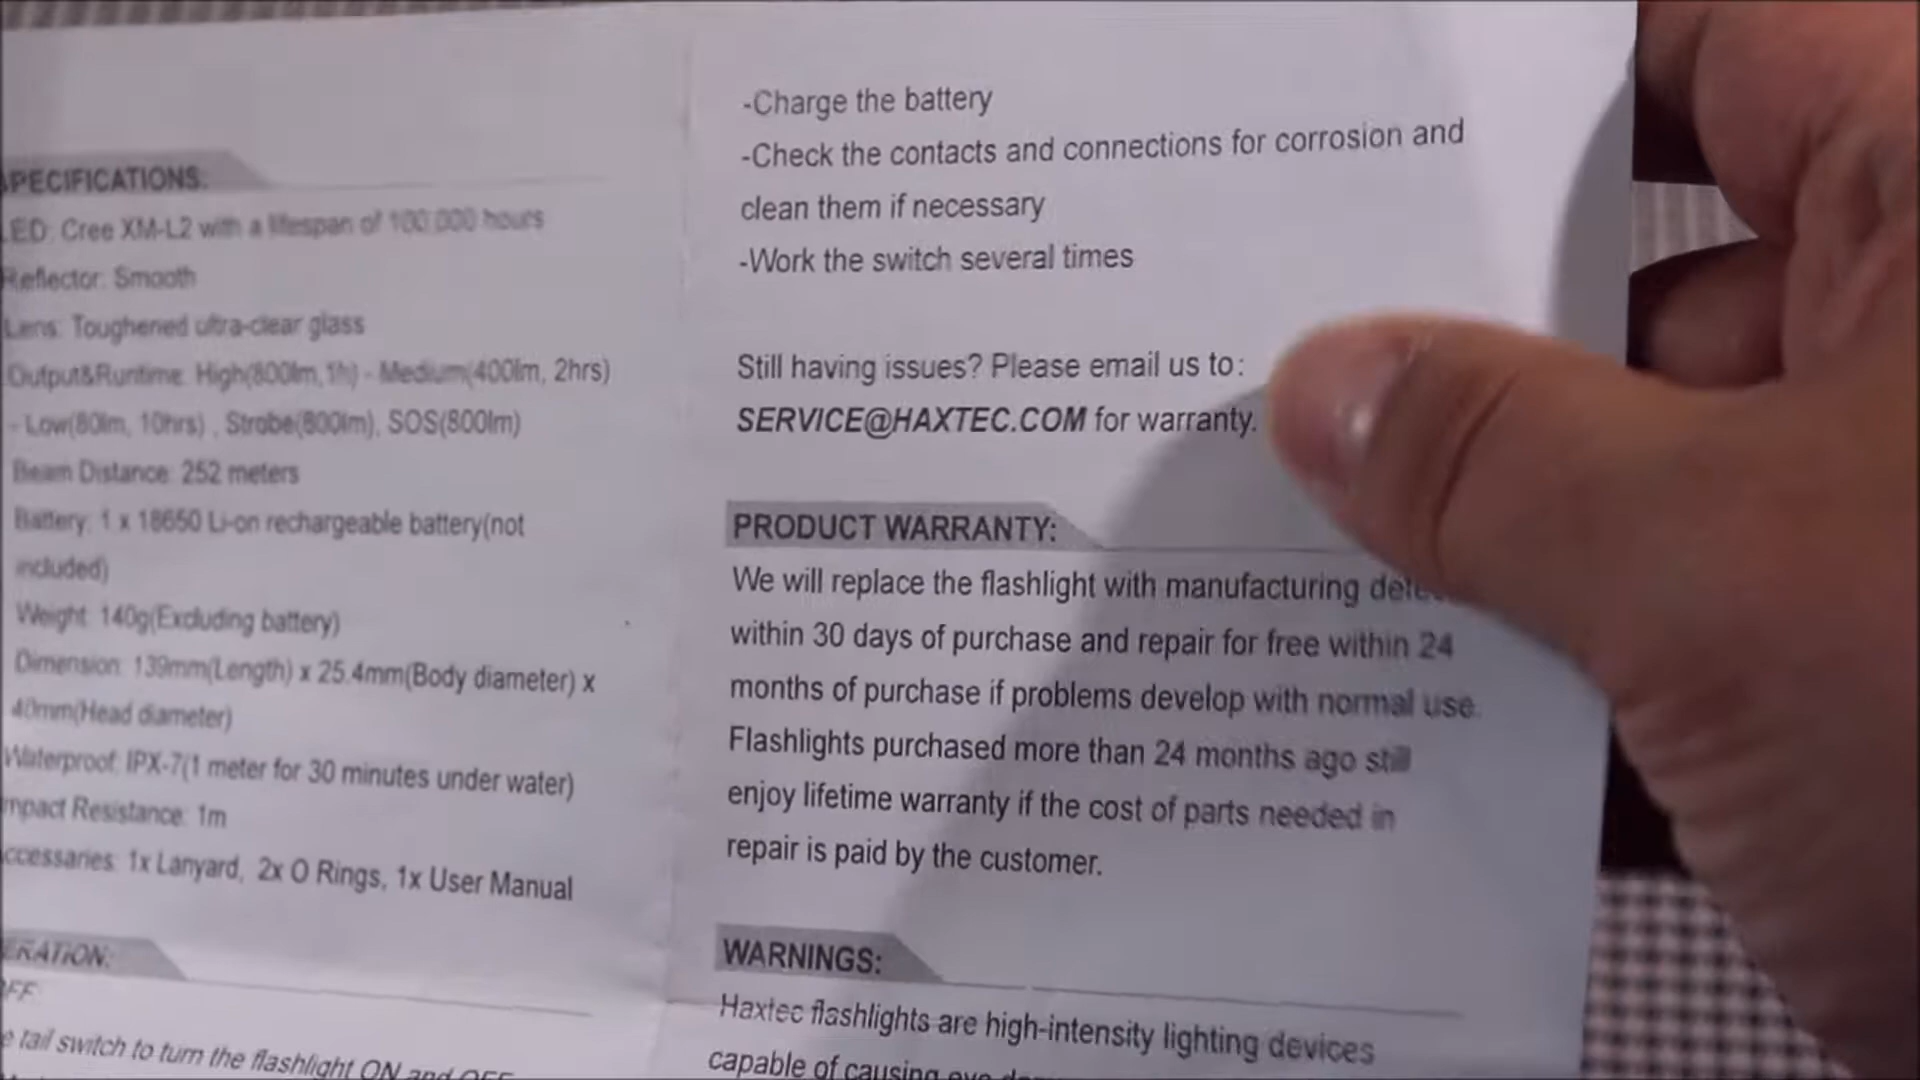 SPECIFICATIONS:
LED: Cree XM-L2 with a lifespan of 100 000 hours
Reflector: Smooth
Lens: Toughened ultra-clear glass
Output&Runtime: High(800lm,1h) - Medium(400lm, 2hrs)
- Low(80lm, 10hrs) , Strobe(800lm), SOS(800lm)
Beam Distance: 252 meters
Battery: 1 x 18650 Li-on rechargeable battery(not
included)
Weight: 140g(Excluding battery)
Dimension: 139mm(Length) x 25.4mm(Body diameter) x
40mm(Head diameter)
Waterproof: IPX-7(1 meter for 30 minutes under water)
mpact Resistance: 1m
ccessaries: 1x Lanyard, 2x O Rings, 1x User Manual
ERATION:
FF
e tail switch to turn the flashlight ON and OFF
-Charge the battery
-Check the contacts and connections for corrosion and
clean them if necessary
-Work the switch several times
Still having issues? Please email us to:
SERVICE@HAXTEC.COM for warranty.
PRODUCT WARRANTY:
We will replace the flashlight with manufacturing
within 30 days of purchase and repair for free within 24
months of purchase if problems develop with normal use.
Flashlights purchased more than 24 months ago still
enjoy lifetime warranty if the cost of parts needed in
repair is paid by the customer.
WARNINGS:
Haxtec flashlights are high-intensity lighting devices
capable of causing eye